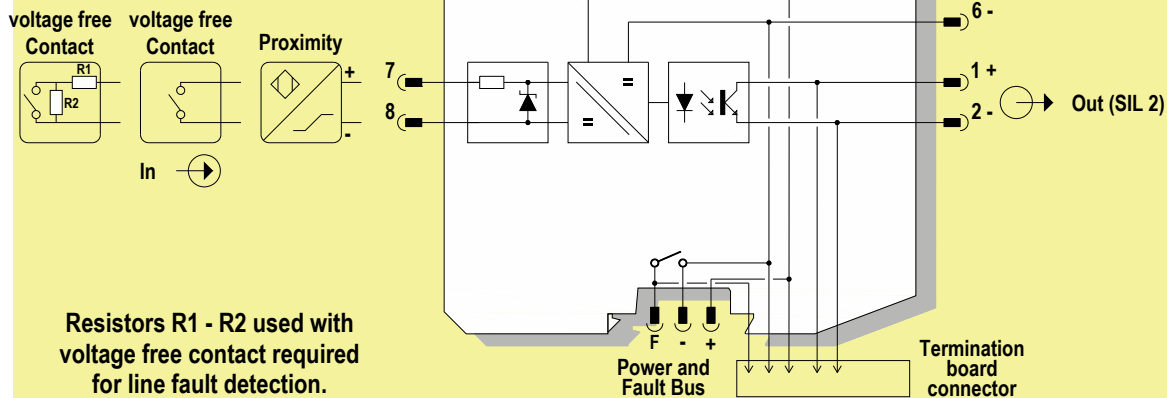 voltage free
Contact
voltage free
Contact
Proximity
R1
R2
+
-
7
8
=
=
6 -
1 +
2 -
Out (SIL 2)
In
Resistors R1 - R2 used with
voltage free contact required
for line fault detection.
F - +
Power and
Fault Bus
Termination
board
connector